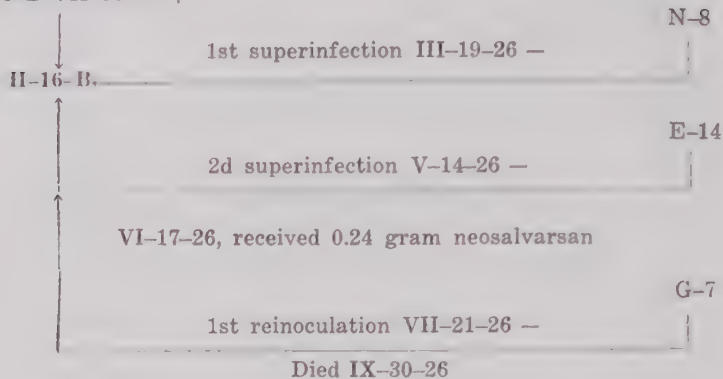 N–8
1st superinfection III–19–26 —
H–16–B.
E–14
2d superinfection V–14–26 —
VI–17–26, received 0.24 gram neosalvarsan
G–7
1st reinoculation VII–21–26 —
Died IX–30–26